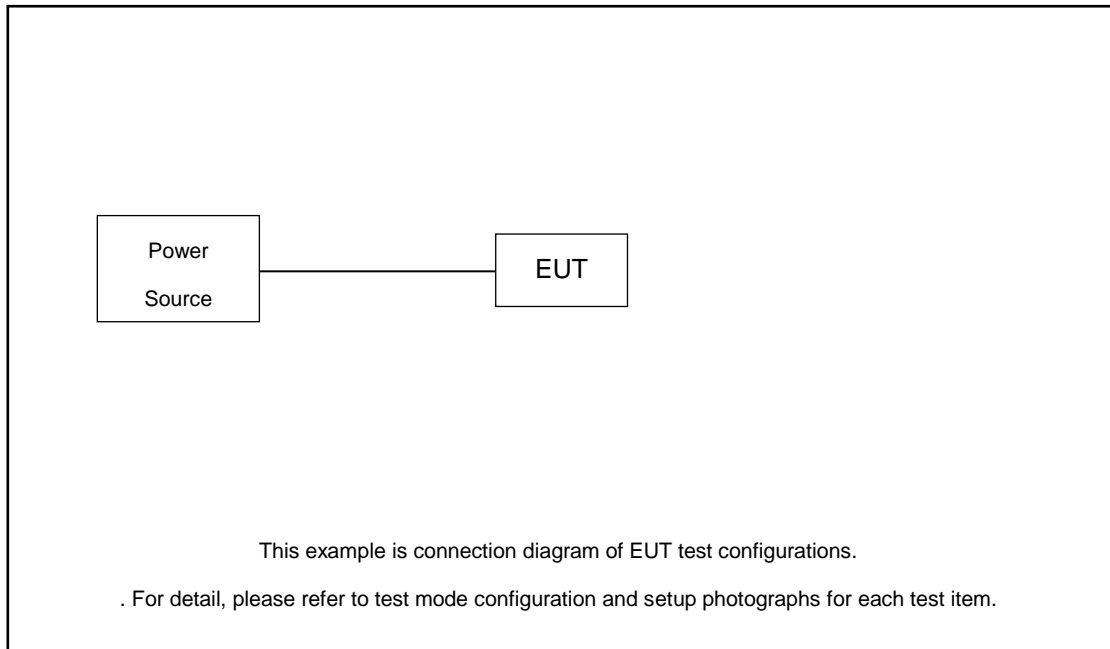 Power
Source
EUT
This example is connection diagram of EUT test configurations.
. For detail, please refer to test mode configuration and setup photographs for each test item.